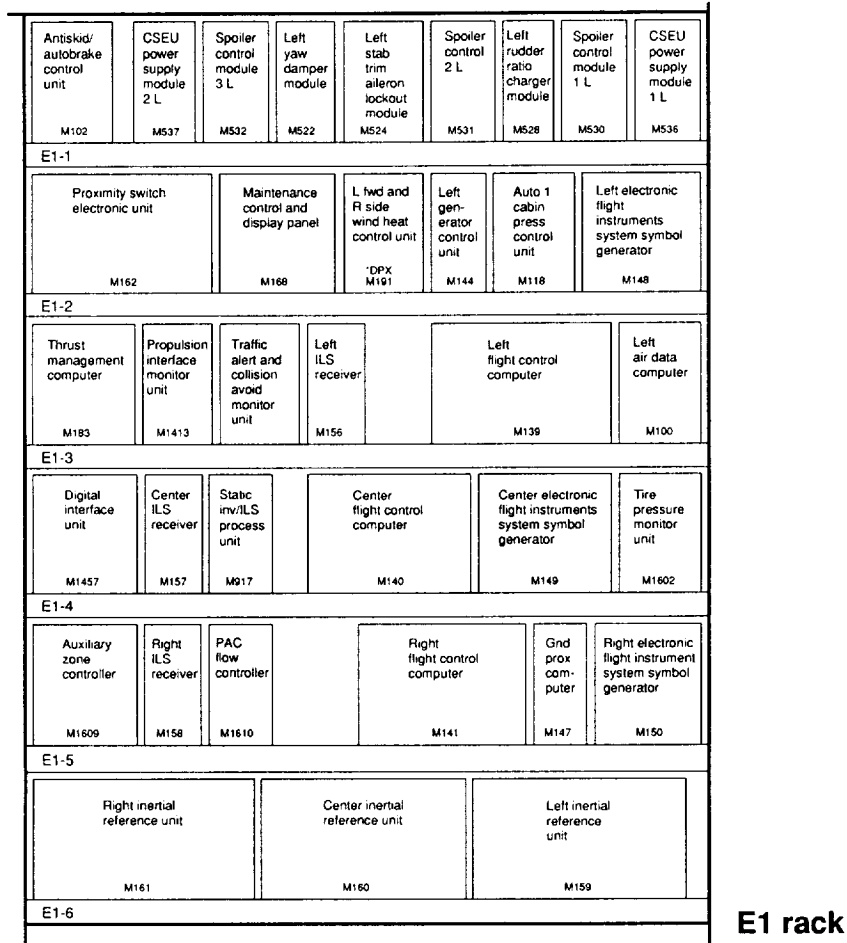 Antiskid/
autobrake
control
unit
M102
CSEU
power
supply
module
2 L
M537
Spoiler
control
module
3 L
M532
Left
yaw
damper
module
M522
Left
stab
trim
aileron
lockout
module
M524
Spoiler
control
2 L
M531
Left
rudder
ratio
charger
module
M528
Spoiler
control
module
1 L
M530
CSEU
power
supply
module
1 L
M536
E1-1
Proximity switch
electronic unit
M162
Maintenance
control and
display panel
M168
L fwd and
R side
wind heat
control unit
*DPX
M191
Left
gen-
erator
control
unit
M144
Auto 1
cabin
press
control
unit
M118
Left electronic
flight
instruments
system symbol
generator
M148
E1-2
Thrust
management
computer
M183
Propulsion
interface
monitor
unit
M1413
Traffic
alert and
collision
avoid
monitor
unit
Left
ILS
receiver
M156
Left
flight control
computer
M139
Left
air data
computer
M100
E1-3
Digital
interface
unit
M1457
Center
ILS
receiver
M157
Static
inv/ILS
process
unit
M917
Center
flight control
computer
M140
Center electronic
flight instruments
system symbol
generator
M149
Tire
pressure
monitor
unit
M1602
E1-4
Auxiliary
zone
controller
M1609
Right
ILS
receiver
M158
PAC
flow
controller
M1610
Right
flight control
computer
M141
Gnd
prox
com-
puter
M147
Right electronic
flight instrument
system symbol
generator
M150
E1-5
Right inertial
reference unit
M161
Center inertial
reference unit
M160
Left inertial
reference
unit
M159
E1-6
E1 rack